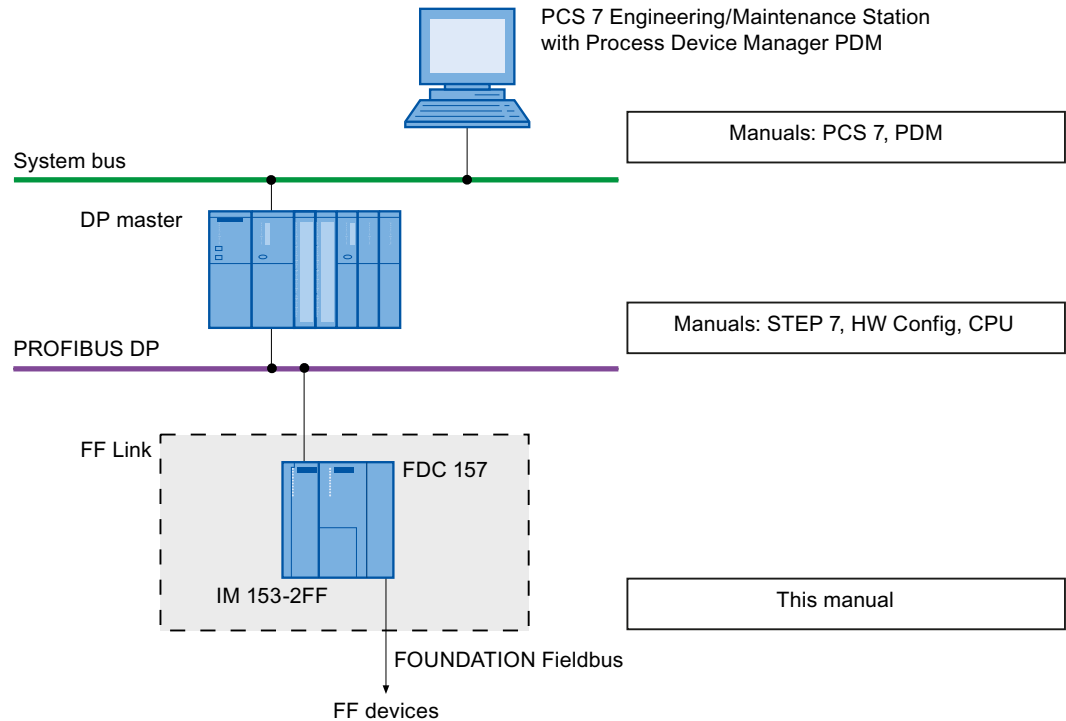 PCS 7 Engineering/Maintenance Station
with Process Device Manager PDM
Manuals: PCS 7, PDM
System bus
DP master
Manuals: STEP 7, HW Config, CPU
PROFIBUS DP
FF Link
FDC 157
IM 153-2FF
This manual
FOUNDATION Fieldbus
FF devices